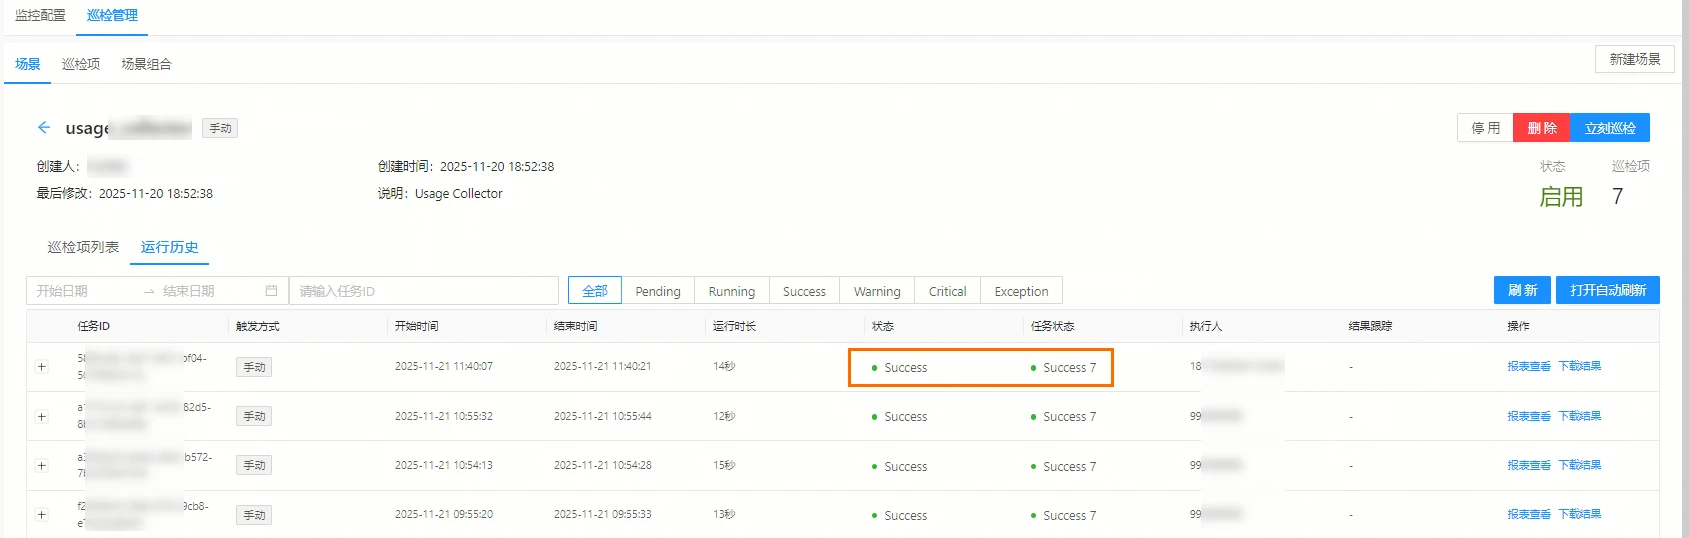 监控配置 巡检管理
场景 巡检项 场景组合 新建场景
usage 手动 停 用 删 除 立刻巡检
创建人： 创建时间：2025-11-20 18:52:38 状态 巡检项
最后修改：2025-11-20 18:52:38 说明：Usage Collector 启用 7
巡检项列表 运行历史
开始日期 → 结束日期 请输入任务ID 全部 Pending Running Success Warning Critical Exception 刷 新 打开自动刷新
任务ID 触发方式 开始时间 结束时间 运行时长 状态 任务状态 执行人 结果跟踪 操作
+ 手动 2025-11-21 11:40:07 2025-11-21 11:40:21 14秒 Success Success 7 - 报表查看 下载结果
+ 手动 2025-11-21 10:55:32 2025-11-21 10:55:44 12秒 Success Success 7 - 报表查看 下载结果
+ 手动 2025-11-21 10:54:13 2025-11-21 10:54:28 15秒 Success Success 7 - 报表查看 下载结果
+ 手动 2025-11-21 09:55:20 2025-11-21 09:55:33 13秒 Success Success 7 - 报表查看 下载结果